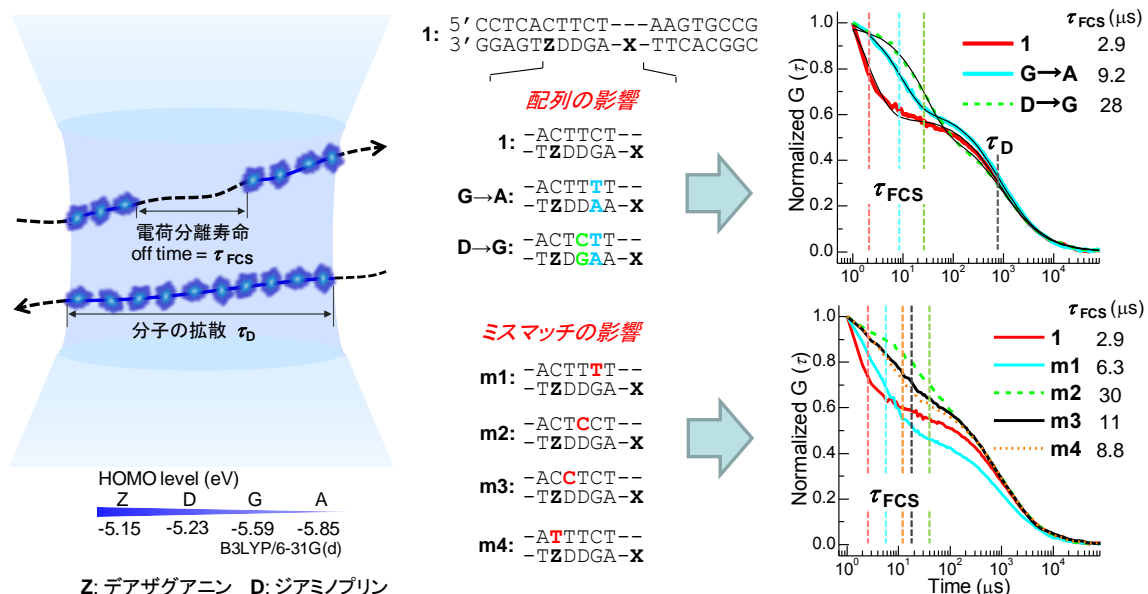 電荷分離寿命
off time = τFCS
分子の拡散 τD
HOMO level (eV)
Z D G A
-5.15 -5.23 -5.59 -5.85
B3LYP/6-31G(d)
Z: デアザグアニン D: ジアミノプリン
1: 5'CCTCACTTCT---AAGTGCCG
3'GGAGTZDDGA-X-TTCACGGC
配列の影響
1: -ACTTCT--
-TZDDGA-X
G→A: -ACTTTT--
-TZDDAA-X
D→G: -ACTCTT--
-TZDGAA-X
ミスマッチの影響
m1: -ACTTTT--
-TZDDGA-X
m2: -ACTCCT--
-TZDDGA-X
m3: -ACCTCT--
-TZDDGA-X
m4: -ATTTCT--
-TZDDGA-X
τFCS (μs)
1 2.9
G→A 9.2
D→G 28
τD
τFCS
Normalized G (τ)
1.0
0.8
0.6
0.4
0.2
0.0
10^0 10^1 10^2 10^3 10^4
τFCS (μs)
1 2.9
m1 6.3
m2 30
m3 11
m4 8.8
τFCS
Normalized G (τ)
1.0
0.8
0.6
0.4
0.2
0.0
10^0 10^1 10^2 10^3 10^4
Time (μs)